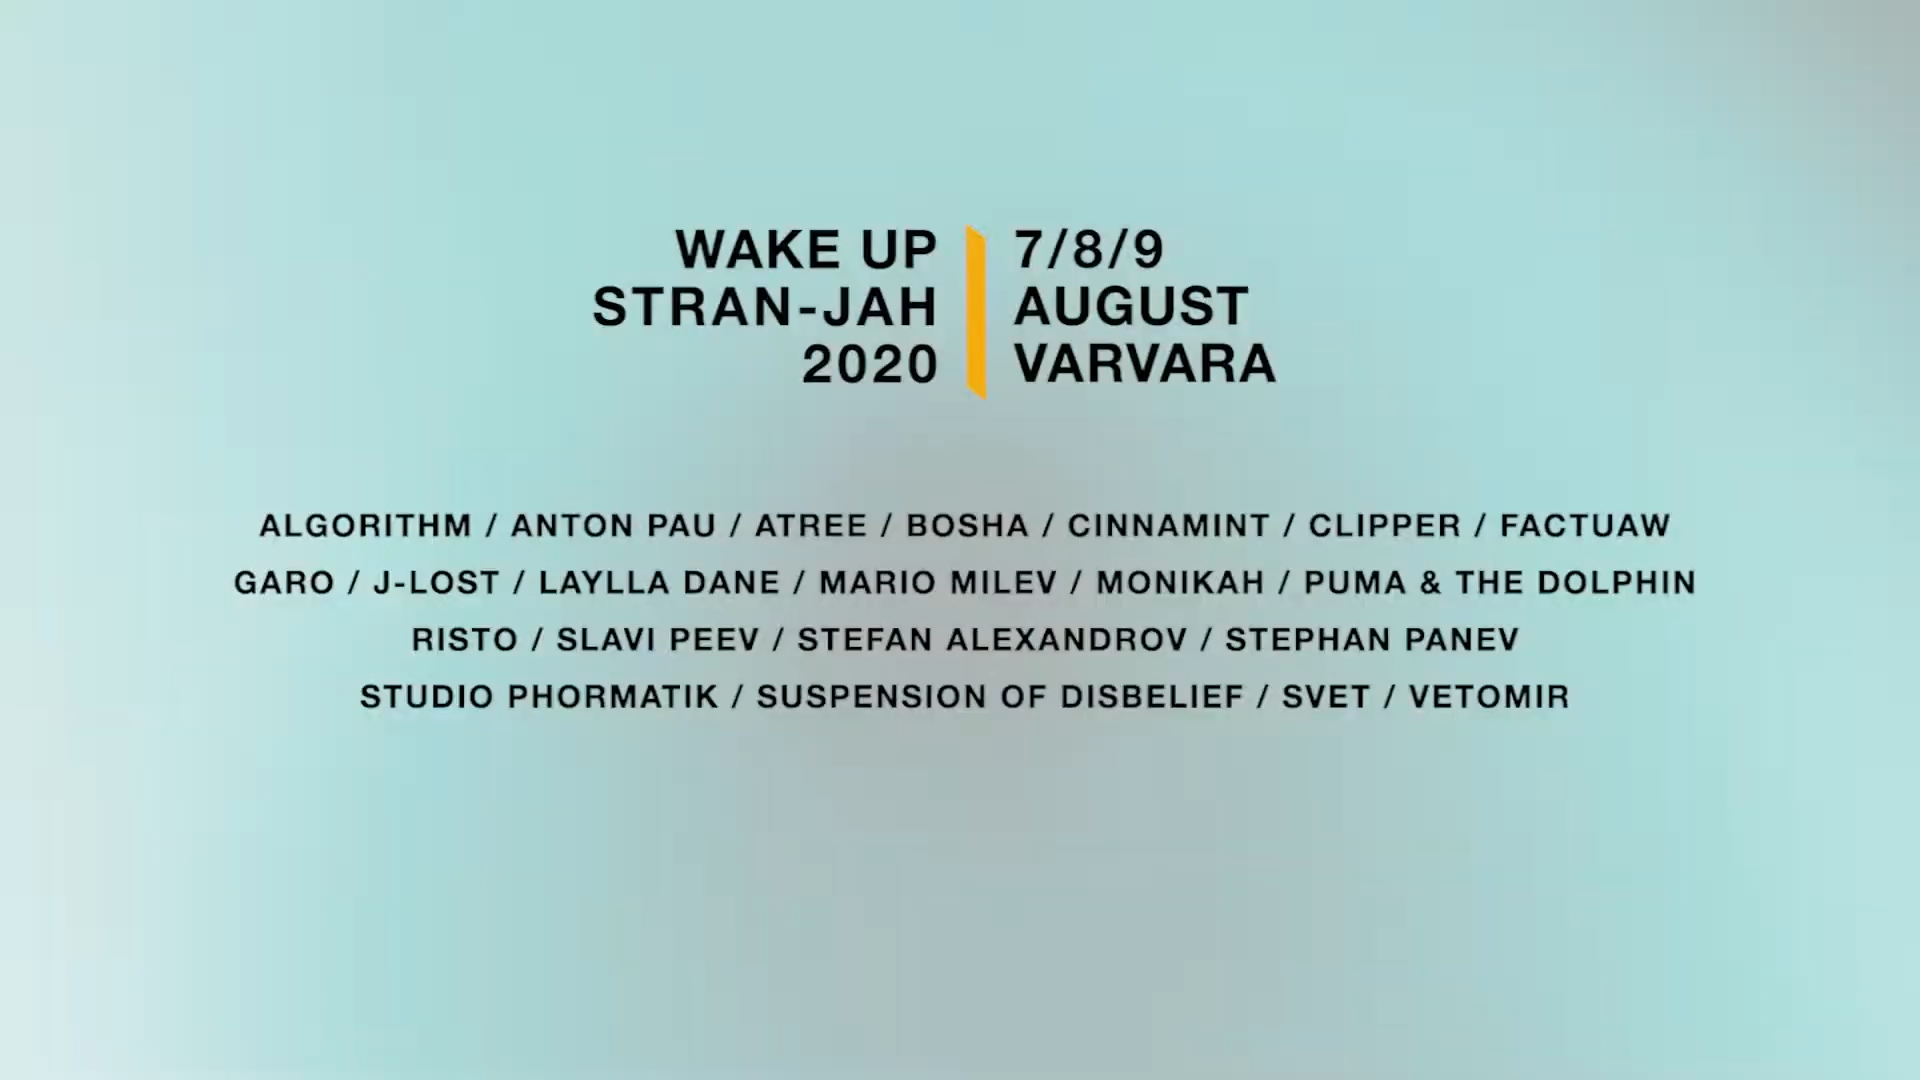 WAKE UP
STRAN-JAH
2020
7/8/9
AUGUST
VARVARA
ALGORITHM / ANTON PAU / ATREE / BOSHA / CINNAMINT / CLIPPER / FACTUAW
GARO / J-LOST / LAYLLA DANE / MARIO MILEV / MONIKAH / PUMA & THE DOLPHIN
RISTO / SLAVI PEEV / STEFAN ALEXANDROV / STEPHAN PANEV
STUDIO PHORMATIK / SUSPENSION OF DISBELIEF / SVET / VETOMIR